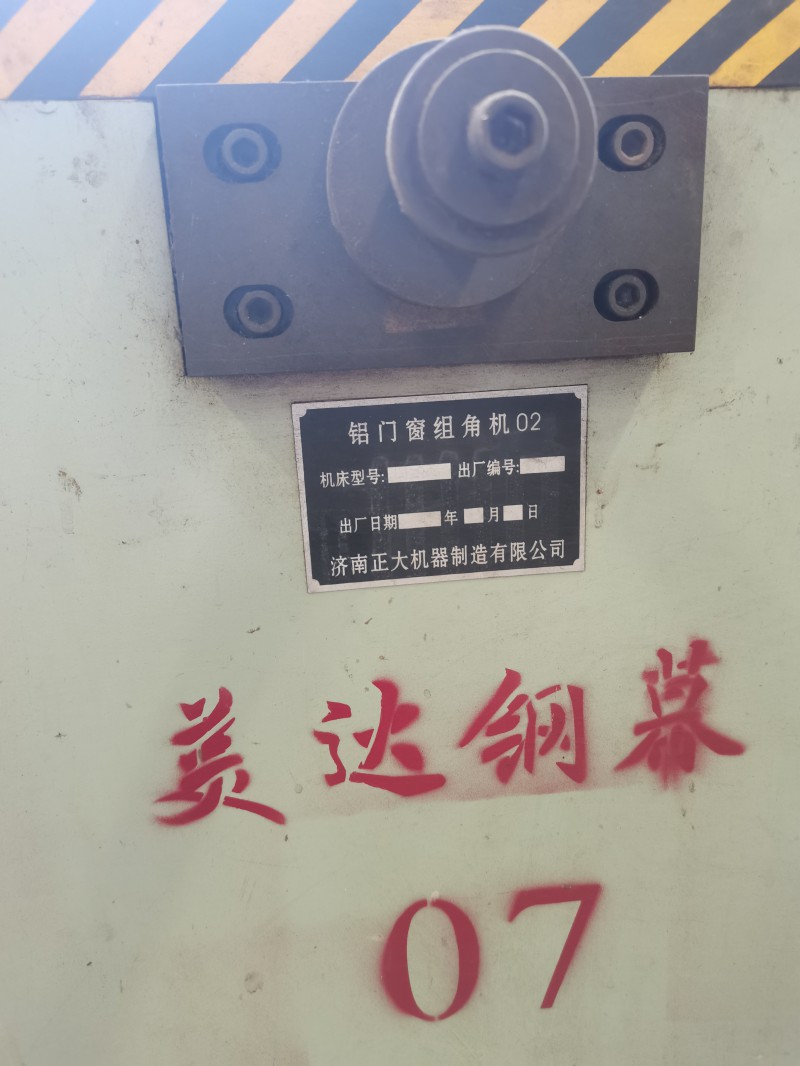 铝门窗组角机02
机床型号: 出厂编号:
出厂日期 年 月 日
济南正大机器制造有限公司
美达钢幕
07